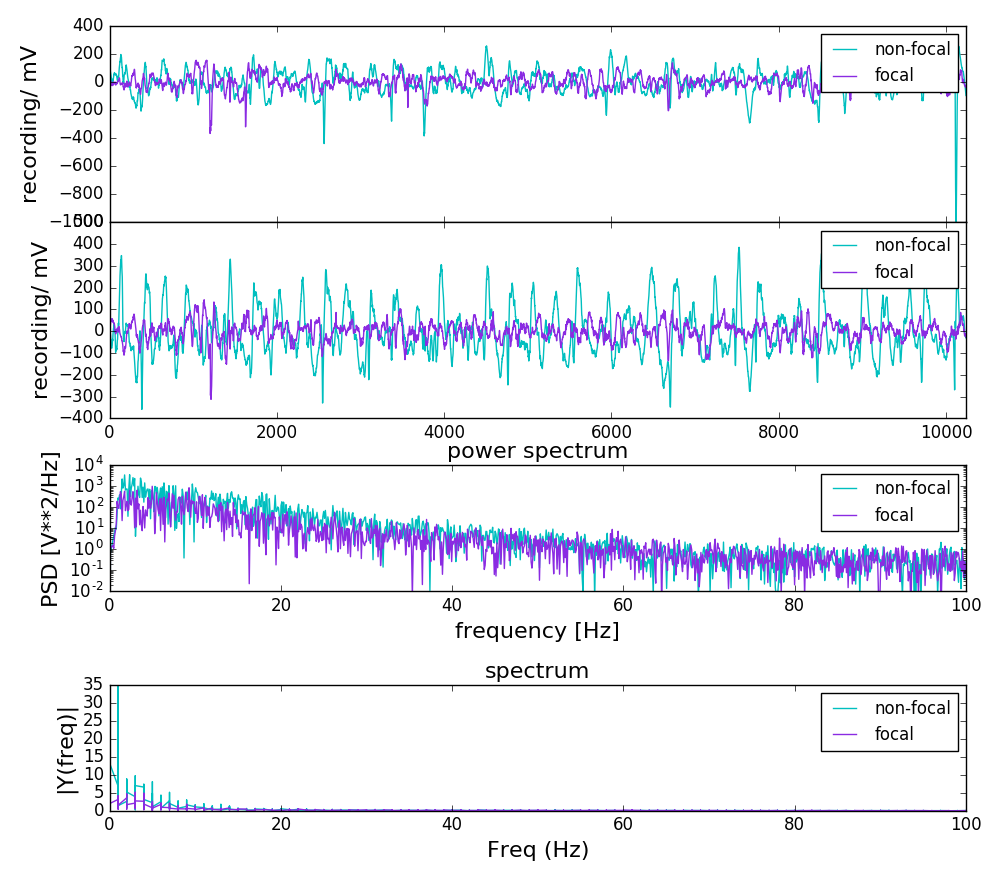 400
200
0
−200
−400
−600
−800
−1000
recording/ mV
non-focal
focal
500
400
300
200
100
0
−100
−200
−300
−400
recording/ mV
non-focal
focal
0 2000 4000 6000 8000 10000
power spectrum
10^4
10^3
10^2
10^1
10^0
10^-1
10^-2
PSD [V**2/Hz]
non-focal
focal
0 20 40 60 80 100
frequency [Hz]
spectrum
35
30
25
20
15
10
5
0
|Y(freq)|
non-focal
focal
0 20 40 60 80 100
Freq (Hz)